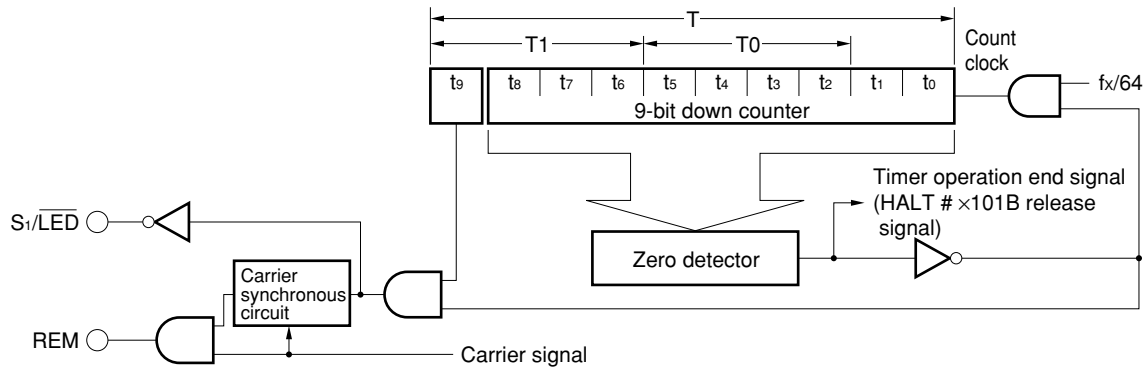 T
T1 T0
Count
clock
t9 t8 t7 t6 t5 t4 t3 t2 t1 t0
9-bit down counter
fx/64
S1/LED
Timer operation end signal
(HALT # ×101B release
signal)
Zero detector
Carrier
synchronous
circuit
REM
Carrier signal